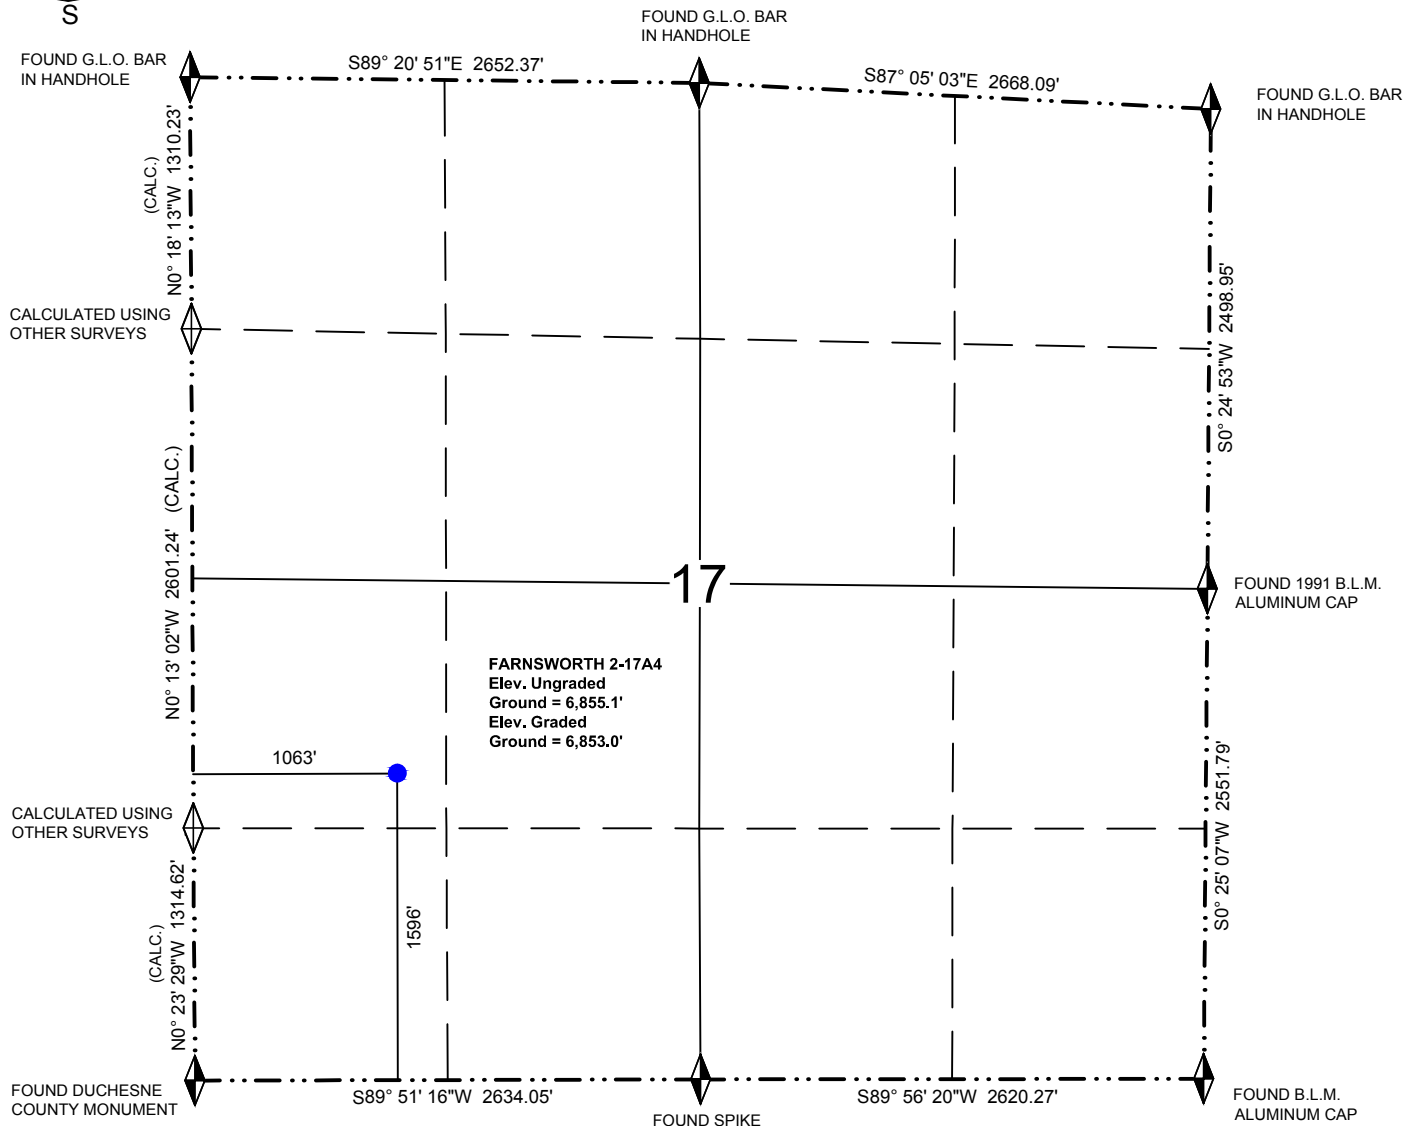 S
FOUND G.L.O. BAR
IN HANDHOLE
FOUND G.L.O. BAR
IN HANDHOLE
S89° 20' 51"E 2652.37'
S87° 05' 03"E 2668.09'
FOUND G.L.O. BAR
IN HANDHOLE
(CALC.)
N0° 18' 13"W 1310.23'
CALCULATED USING
OTHER SURVEYS
S0° 24' 53"W 2498.95'
N0° 13' 02"W 2601.24' (CALC.)
17
FOUND 1991 B.L.M.
ALUMINUM CAP
FARNSWORTH 2-17A4
Elev. Ungraded
Ground = 6,855.1'
Elev. Graded
Ground = 6,853.0'
1063'
CALCULATED USING
OTHER SURVEYS
S0° 25' 07"W 2551.79'
1596'
(CALC.)
N0° 23' 29"W 1314.62'
FOUND DUCHESNE
COUNTY MONUMENT
S89° 51' 16"W 2634.05'
FOUND SPIKE
S89° 56' 20"W 2620.27'
FOUND B.L.M.
ALUMINUM CAP